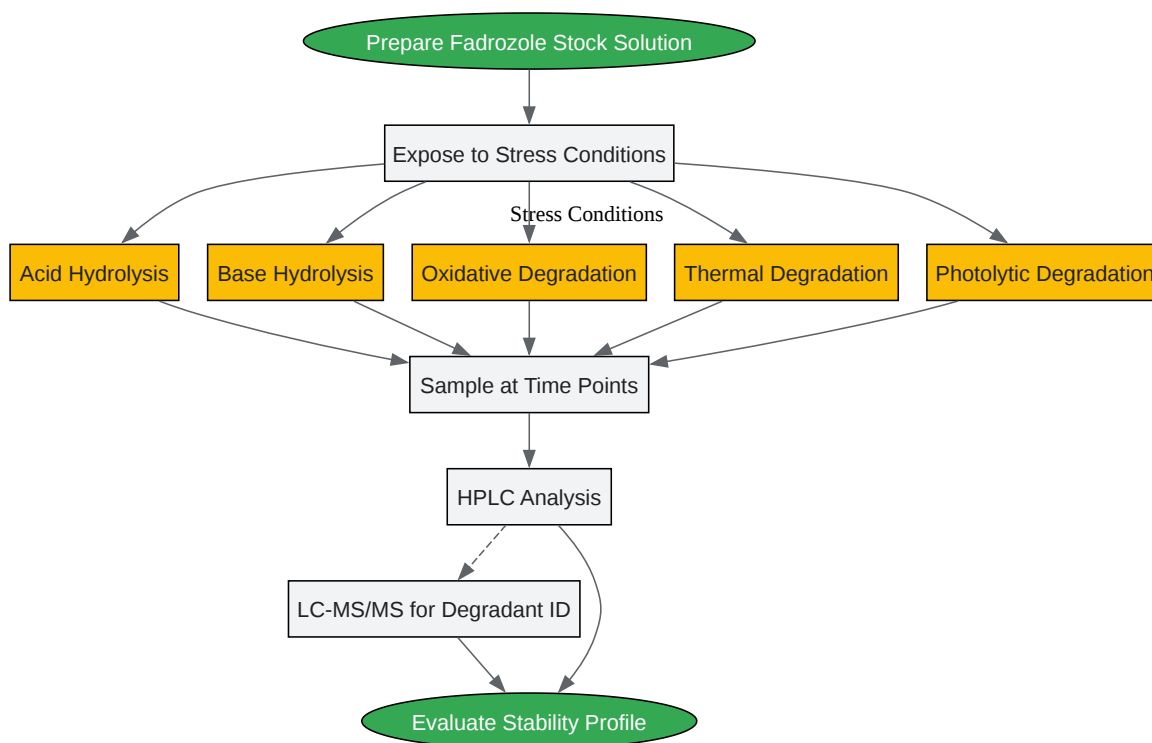 Prepare Fadrozole Stock Solution
Expose to Stress Conditions
Stress Conditions
Acid Hydrolysis
Base Hydrolysis
Oxidative Degradation
Thermal Degradation
Photolytic Degradation
Sample at Time Points
HPLC Analysis
LC-MS/MS for Degradant ID
Evaluate Stability Profile